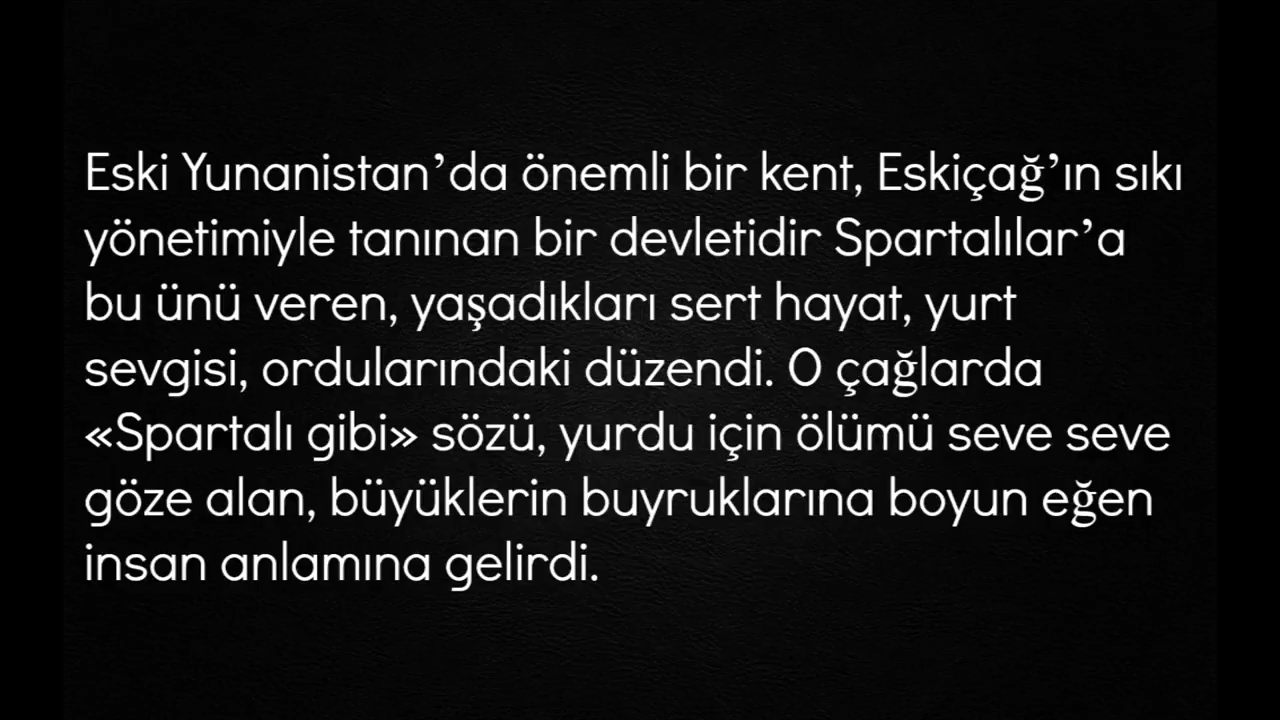 Eski Yunanistan’da önemli bir kent, Eskiçağ’ın sıkı
yönetimiyle tanınan bir devletidir Spartalılar’a
bu ünü veren, yaşadıkları sert hayat, yurt
sevgisi, ordularındaki düzendi. O çağlarda
«Spartalı gibi» sözü, yurdu için ölümü seve seve
göze alan, büyüklerin buyruklarına boyun eğen
insan anlamına gelirdi.